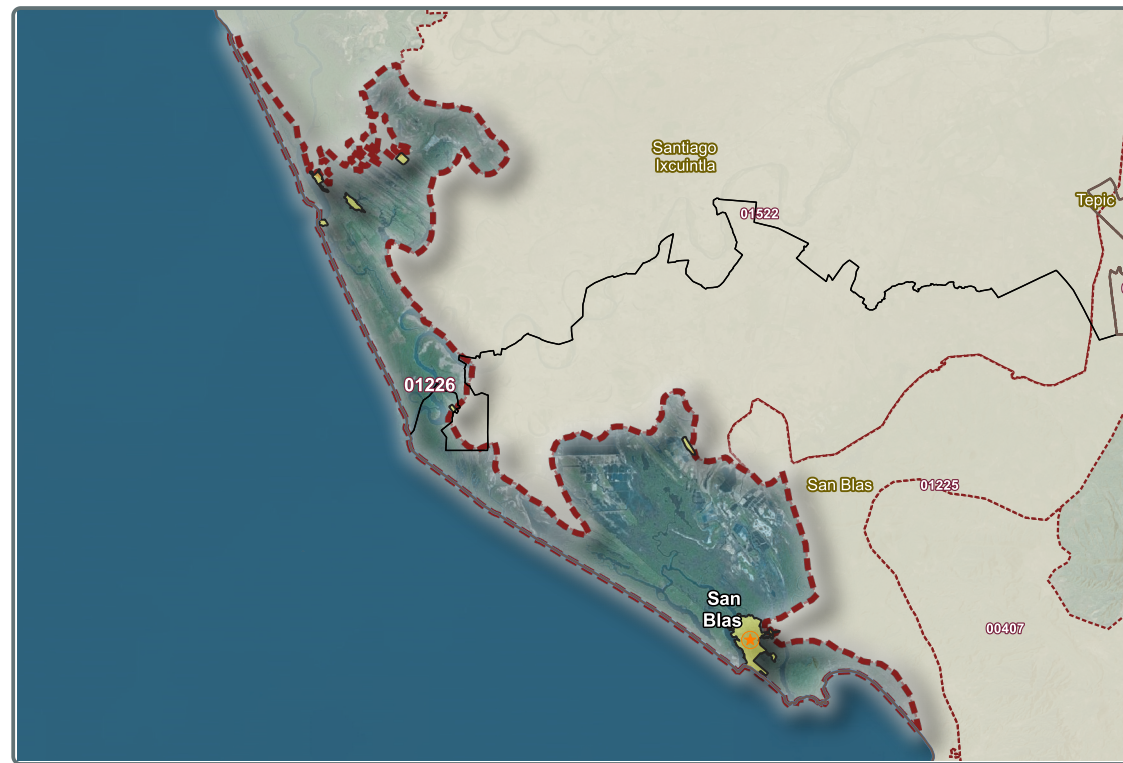 Santiago
Ixcuintla
Tepic
01522
01226
San Blas
01225
San
Blas
00407